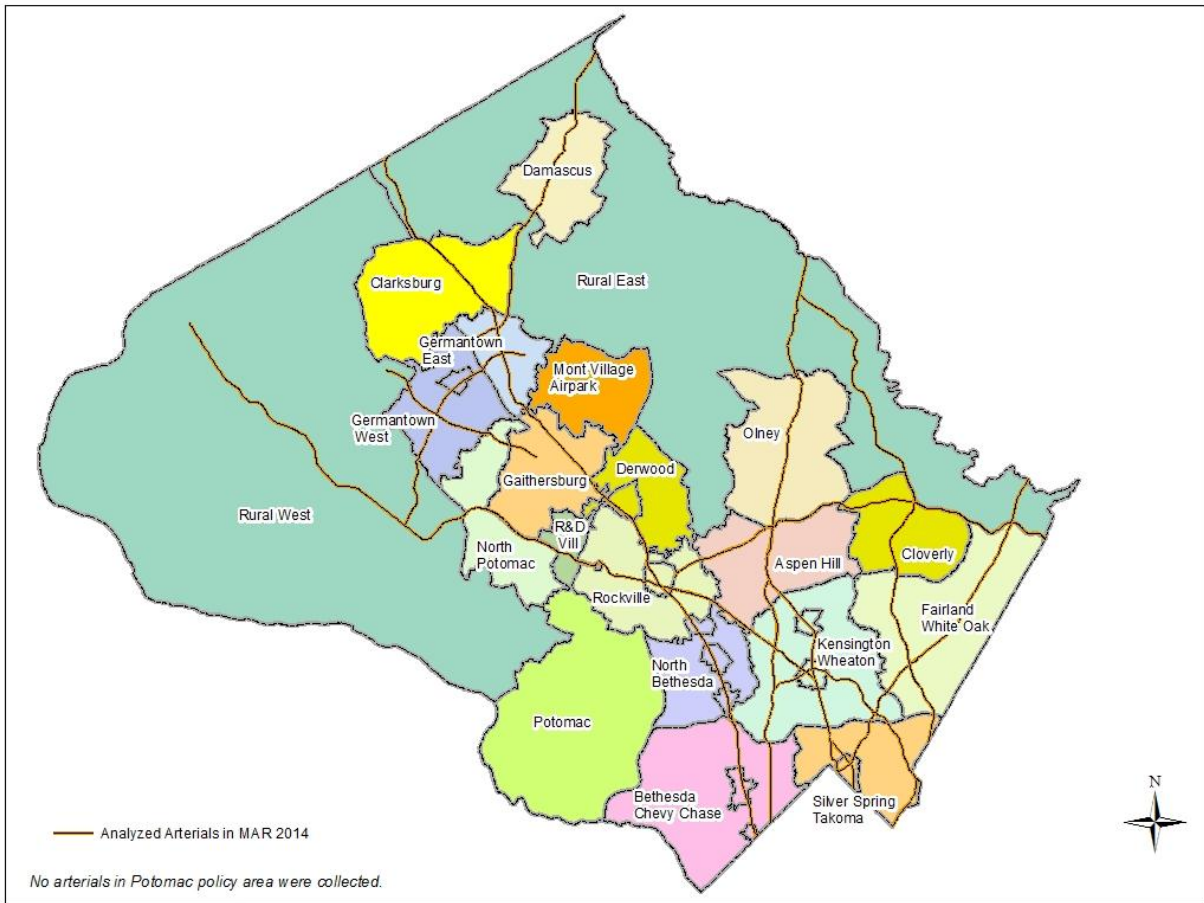 Damascus
Clarksburg
Rural East
Germantown
East
Mont Village
Airpark
Germantown
West
Olney
Gaithersburg
Derwood
Rural West
R&D
Vill
North
Potomac
Aspen Hill
Cloverly
Rockville
Fairland
White Oak
Kensington
Wheaton
North
Bethesda
Potomac
Bethesda
Chevy Chase
Silver Spring
Takoma
N
Analyzed Arterials in MAR 2014
No arterials in Potomac policy area were collected.